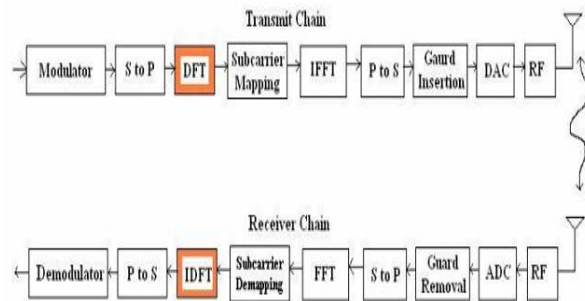 Transmit Chain
Modulator
S to P
DFT
Subcarrier
Mapping
IFFT
P to S
Gaurd
Insertion
DAC
RF
Receiver Chain
Demodulator
P to S
IDFT
Subcarrier
Demapping
FFT
S to P
Guard
Removal
ADC
RF